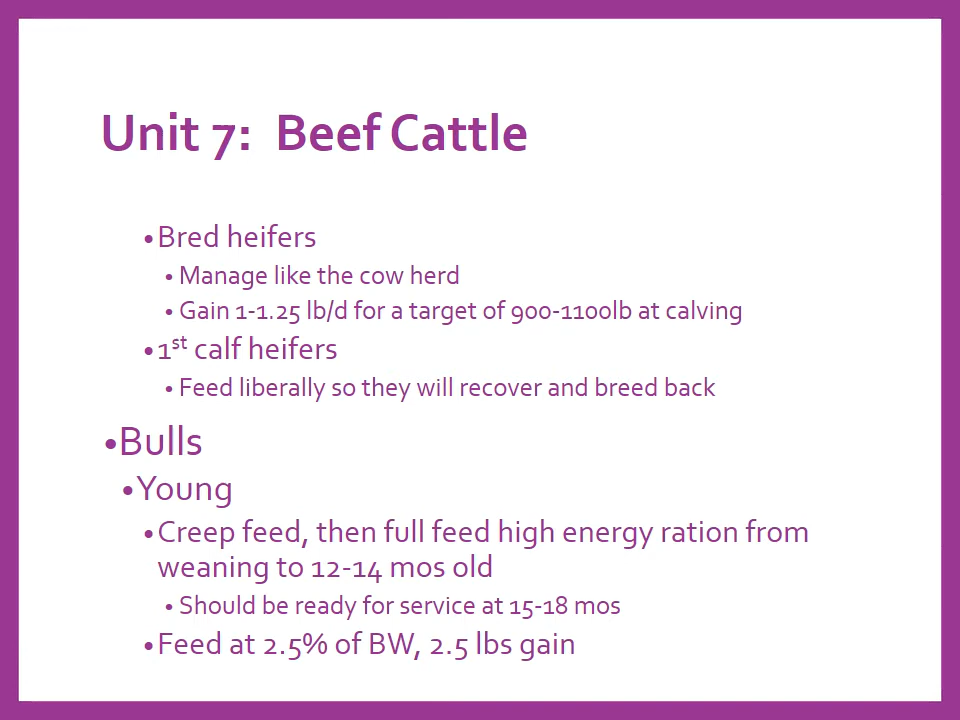 Unit 7:  Beef Cattle
•Bred heifers
• Manage like the cow herd
• Gain 1-1.25 lb/d for a target of 900-1100lb at calving
•1st calf heifers
• Feed liberally so they will recover and breed back
•Bulls
•Young
•Creep feed, then full feed high energy ration from
weaning to 12-14 mos old
• Should be ready for service at 15-18 mos
•Feed at 2.5% of BW, 2.5 lbs gain